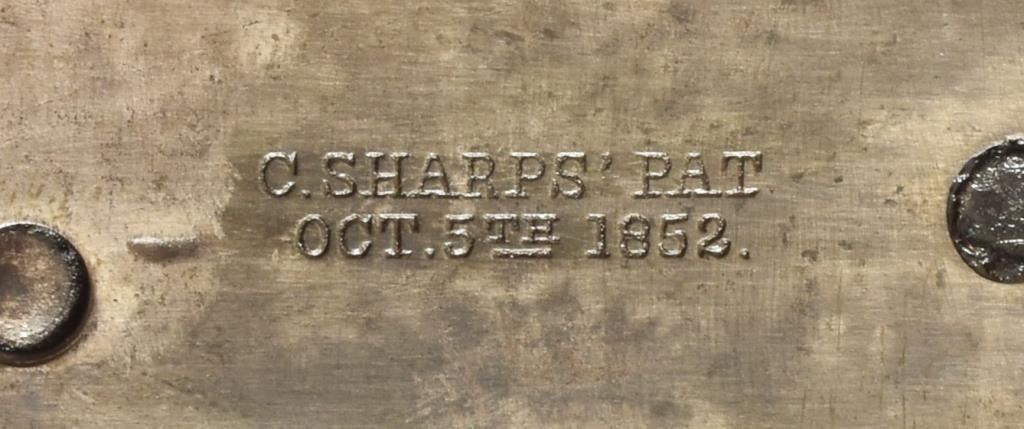 C. SHARPS' PAT
OCT. 5TH 1852.